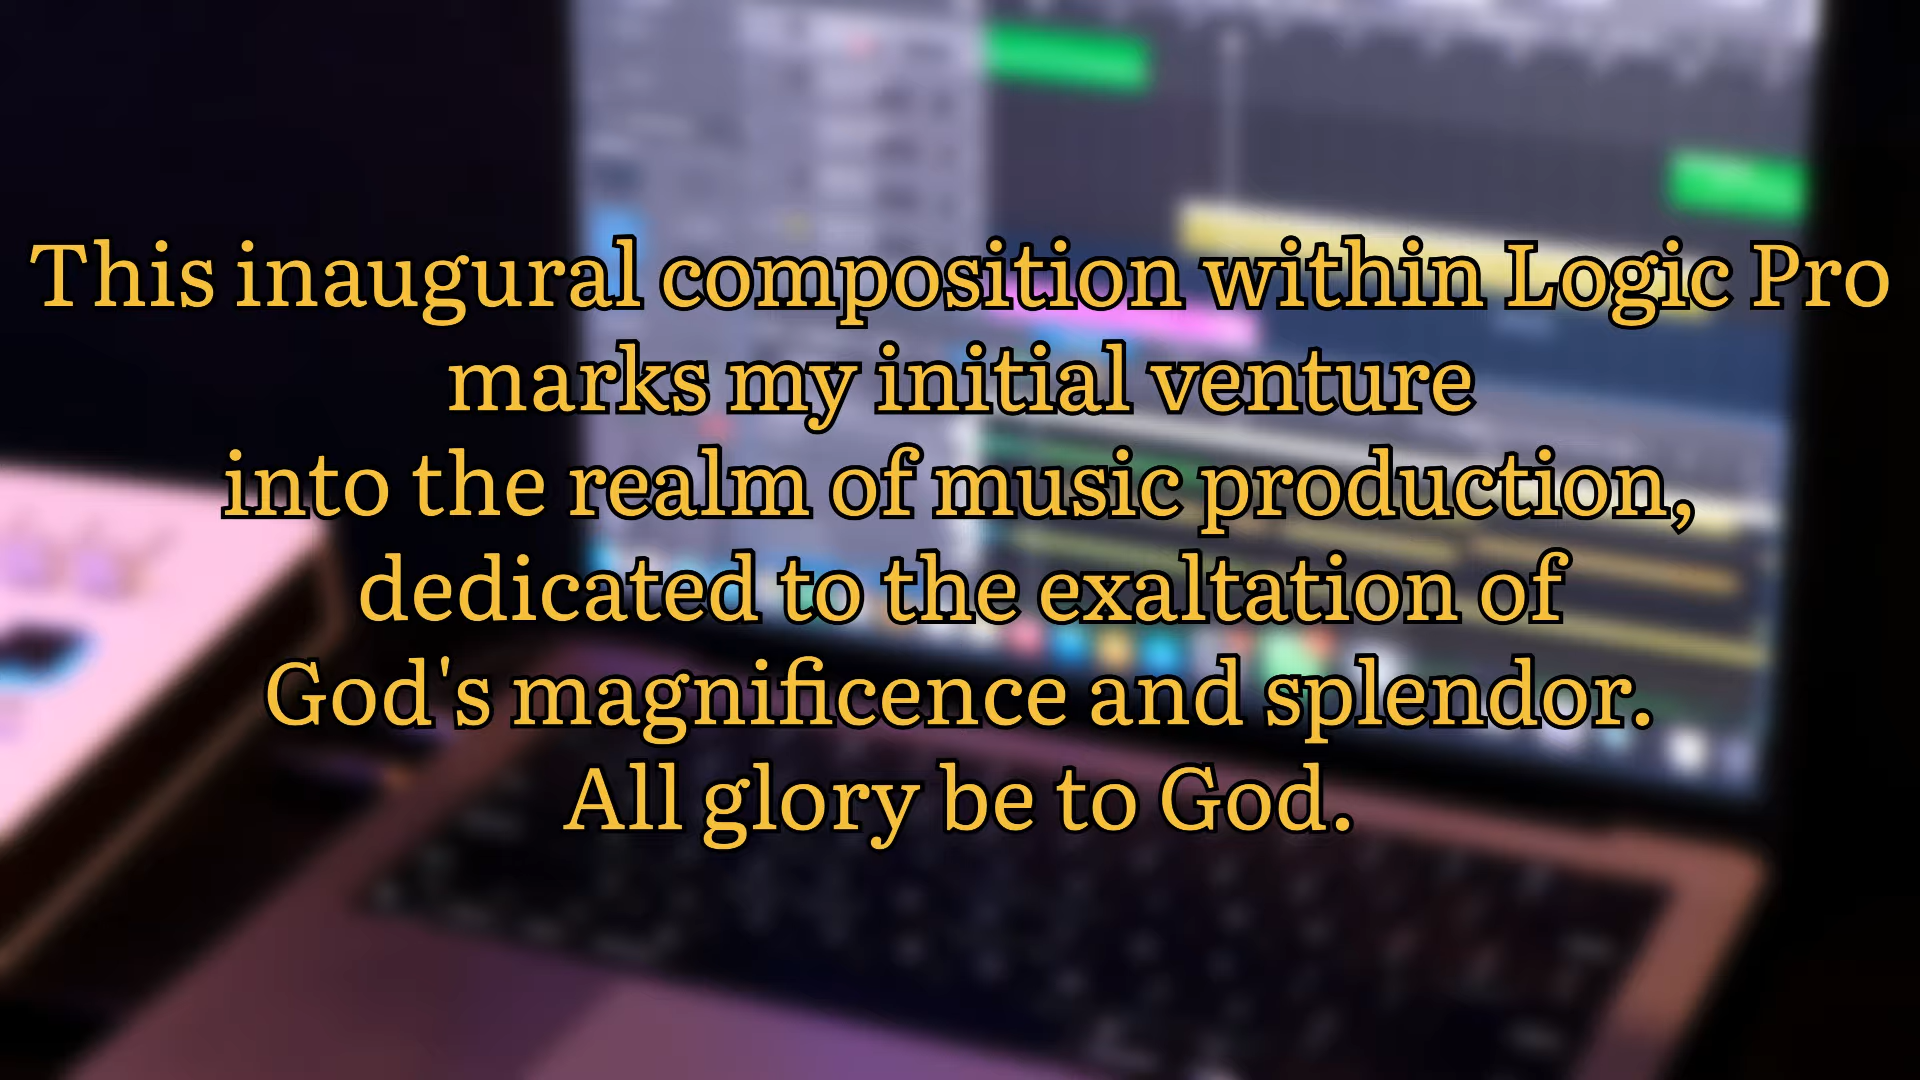 This inaugural composition within Logic Pro
marks my initial venture
into the realm of music production,
dedicated to the exaltation of
God's magnificence and splendor.
All glory be to God.